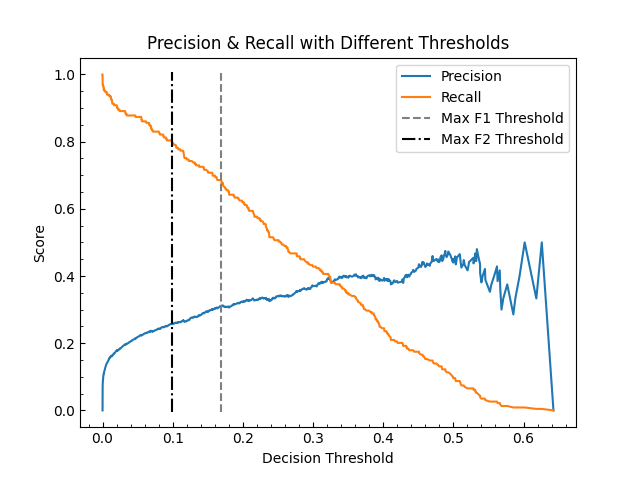 Precision & Recall with Different Thresholds
Precision
Recall
Max F1 Threshold
Max F2 Threshold
Score
1.0
0.8
0.6
0.4
0.2
0.0
0.0 0.1 0.2 0.3 0.4 0.5 0.6
Decision Threshold